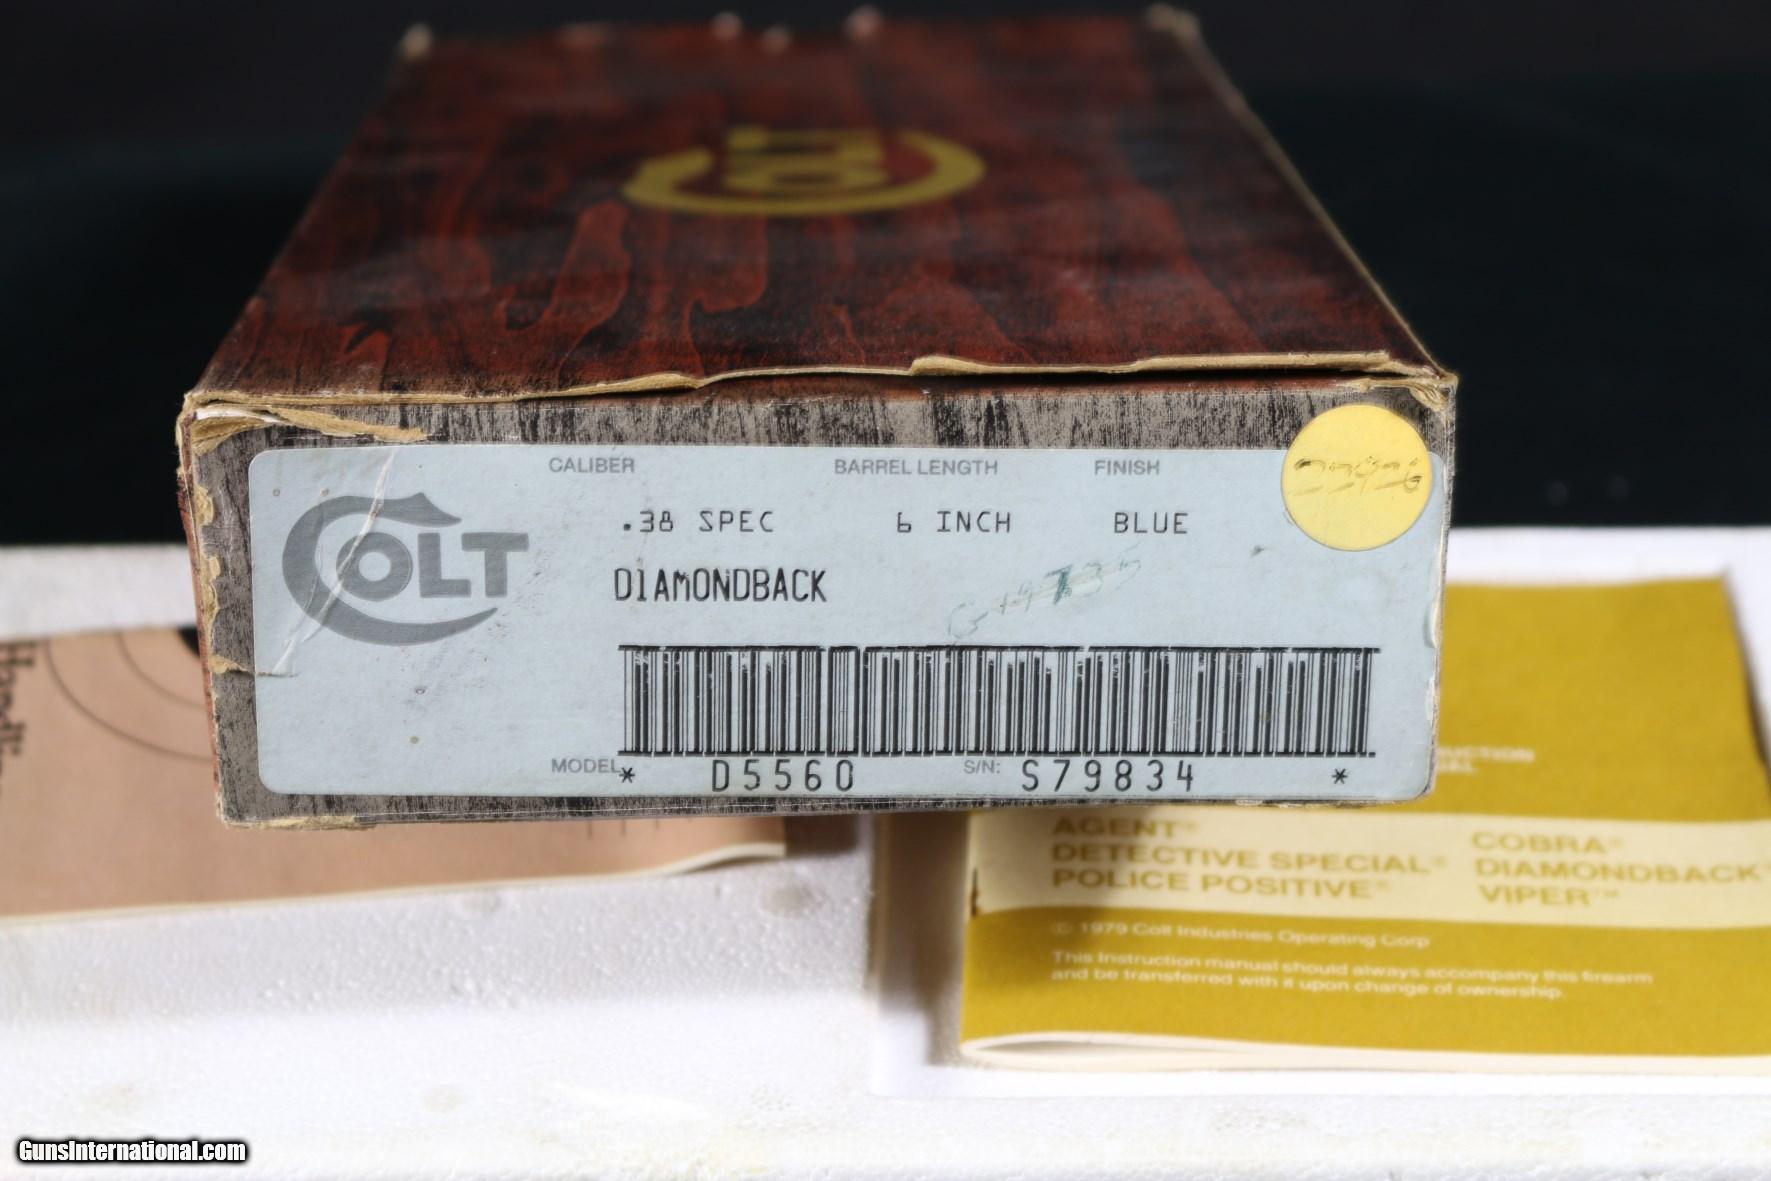 COLT
CALIBER BARREL LENGTH FINISH
.38 SPEC 6 INCH BLUE
23926
COLT
DIAMONDBACK
MODEL * D5560 S/N: S79834 *
AGENT® COBRA®
DETECTIVE SPECIAL® DIAMONDBACK®
POLICE POSITIVE® VIPER™
© 1979 Colt Industries Operating Corp
This Instruction manual should always accompany this firearm
and be transferred with it upon change of ownership.
GunsInternational.com